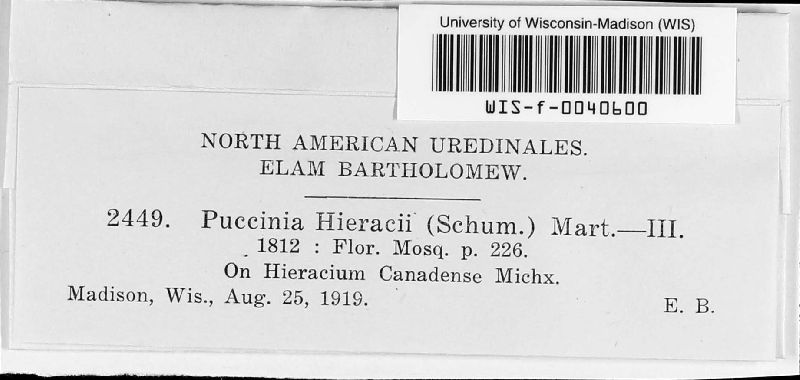 University of Wisconsin-Madison (WIS)
WIS-f-0040600
NORTH AMERICAN UREDINALES.
ELAM BARTHOLOMEW.
2449. Puccinia Hieracii (Schum.) Mart.—III.
1812 : Flor. Mosq. p. 226.
On Hieracium Canadense Michx.
Madison, Wis., Aug. 25, 1919. E. B.